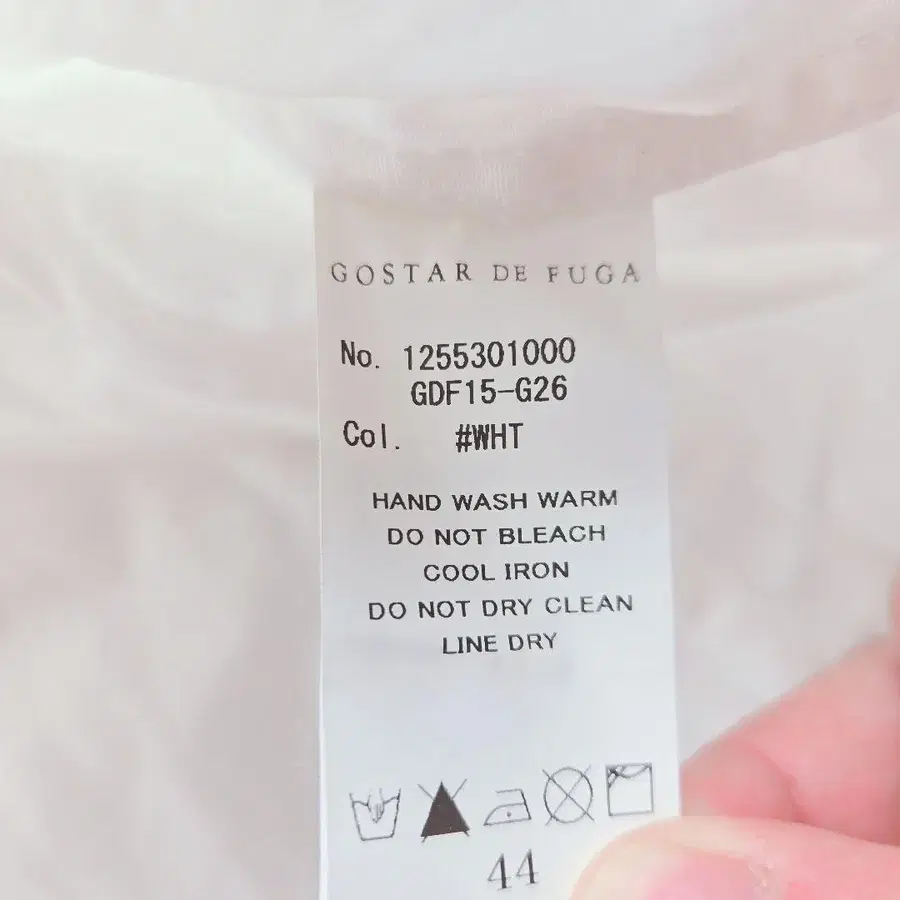 GOSTAR DE FUGA
No. 1255301000
GDF15-G26
Col. #WHT
HAND WASH WARM
DO NOT BLEACH
COOL IRON
DO NOT DRY CLEAN
LINE DRY
44